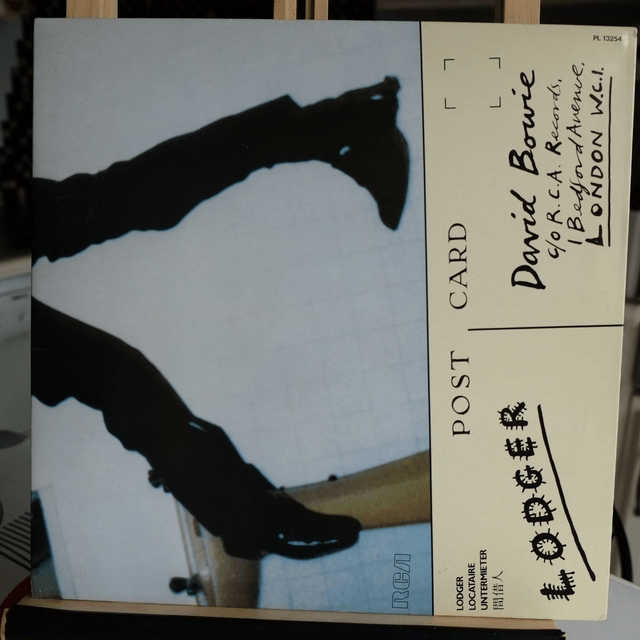 PL 13254
POST CARD
David Bowie
c/o R.C.A. Records,
1 Bedford Avenue,
LONDON W.C.1.
LODGER
LODGER
LOCATAIRE
UNTERMIETER
間借人
RCA